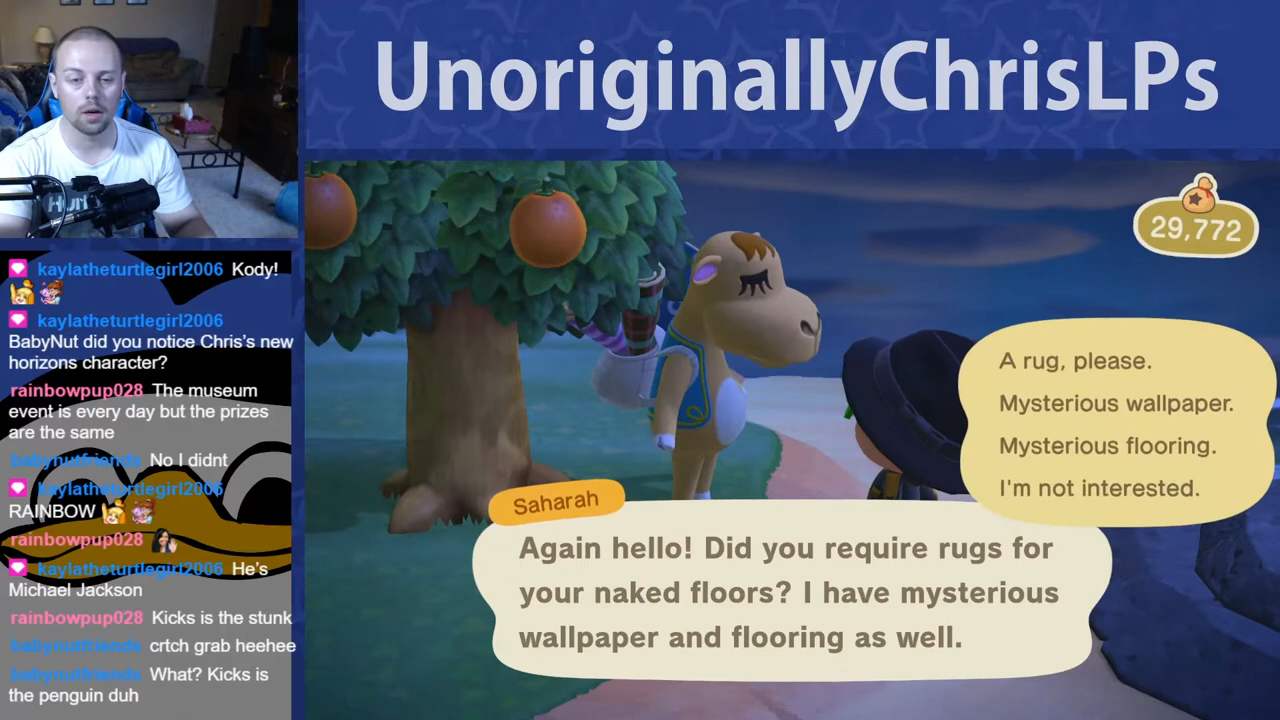 UnoriginallyChrisLPs
29,772
kaylatheturtlegirl2006 Kody!
kaylatheturtlegirl2006
BabyNut did you notice Chris's new
horizons character?
rainbowpup028 The museum
event is every day but the prizes
are the same
babynutfriends No I didnt
kaylatheturtlegirl2006
RAINBOW
rainbowpup028
kaylatheturtlegirl2006 He's
Michael Jackson
rainbowpup028 Kicks is the stunk
babynutfriends crtch grab heehee
babynutfriends What? Kicks is
the penguin duh
A rug, please.
Mysterious wallpaper.
Mysterious flooring.
I'm not interested.
Saharah
Again hello! Did you require rugs for
your naked floors? I have mysterious
wallpaper and flooring as well.